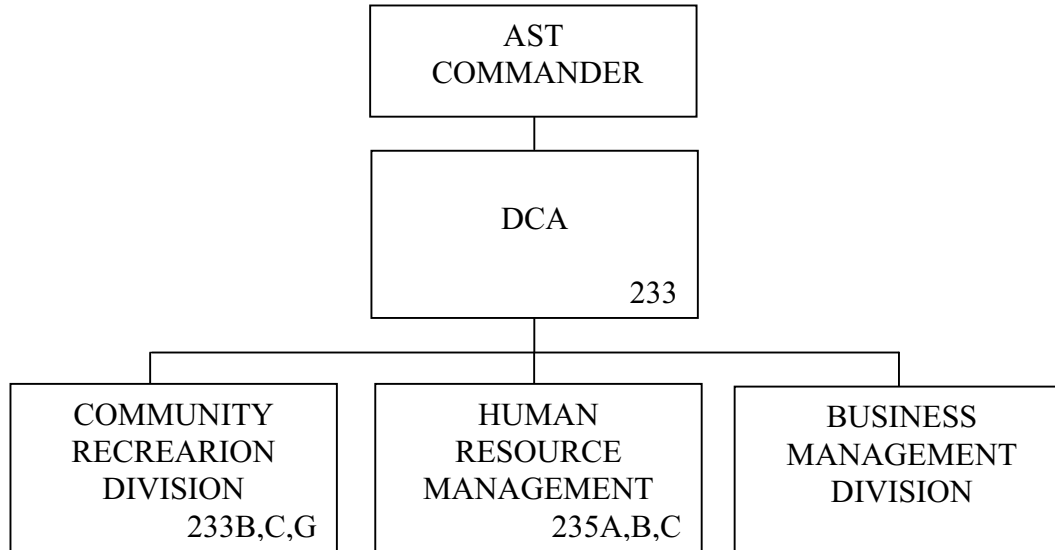 AST
COMMANDER
DCA
233
COMMUNITY
RECREARION
DIVISION
233B,C,G
HUMAN
RESOURCE
MANAGEMENT
235A,B,C
BUSINESS
MANAGEMENT
DIVISION